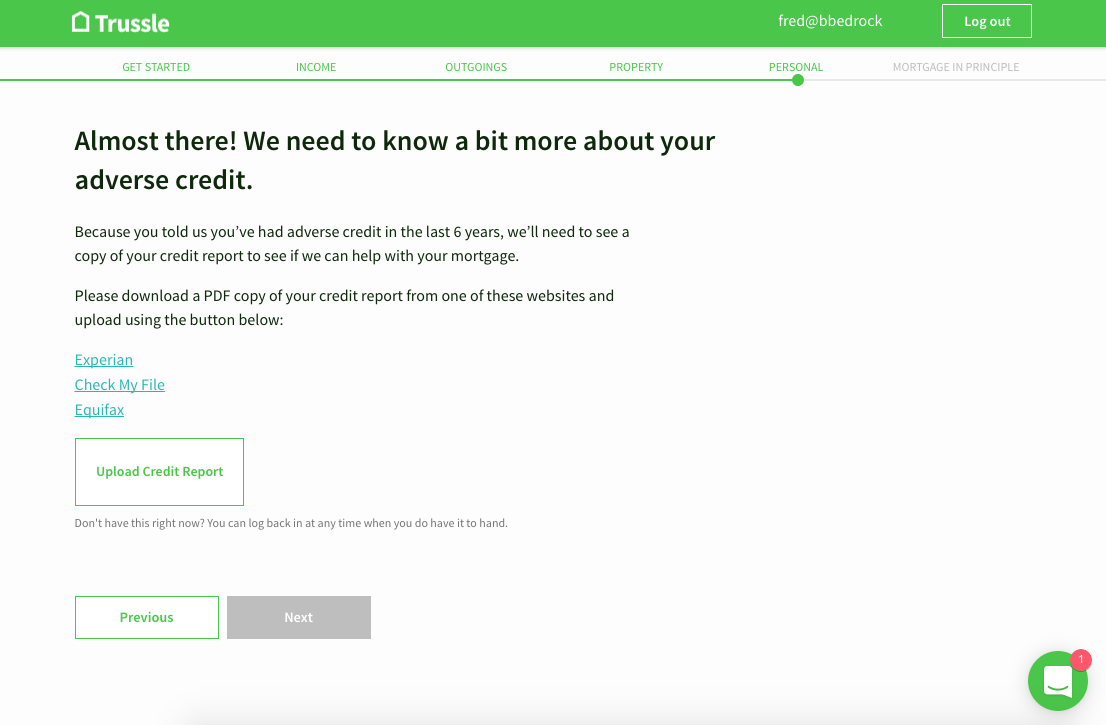 Trussle
fred@bbedrock
Log out
GET STARTED
INCOME
OUTGOINGS
PROPERTY
PERSONAL
MORTGAGE IN PRINCIPLE
Almost there! We need to know a bit more about your
adverse credit.
Because you told us you’ve had adverse credit in the last 6 years, we’ll need to see a
copy of your credit report to see if we can help with your mortgage.
Please download a PDF copy of your credit report from one of these websites and
upload using the button below:
Experian
Check My File
Equifax
Upload Credit Report
Don't have this right now? You can log back in at any time when you do have it to hand.
Previous
Next
1